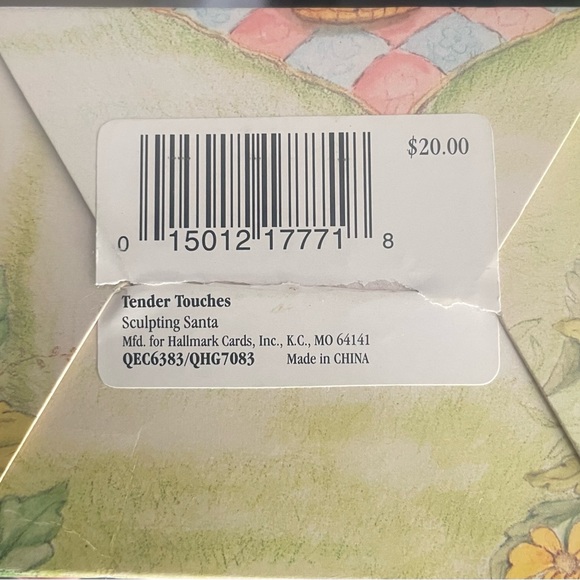 $20.00
0 15012 17771 8
Tender Touches
Sculpting Santa
Mfd. for Hallmark Cards, Inc., K.C., MO 64141
QEC6383/QHG7083 Made in CHINA